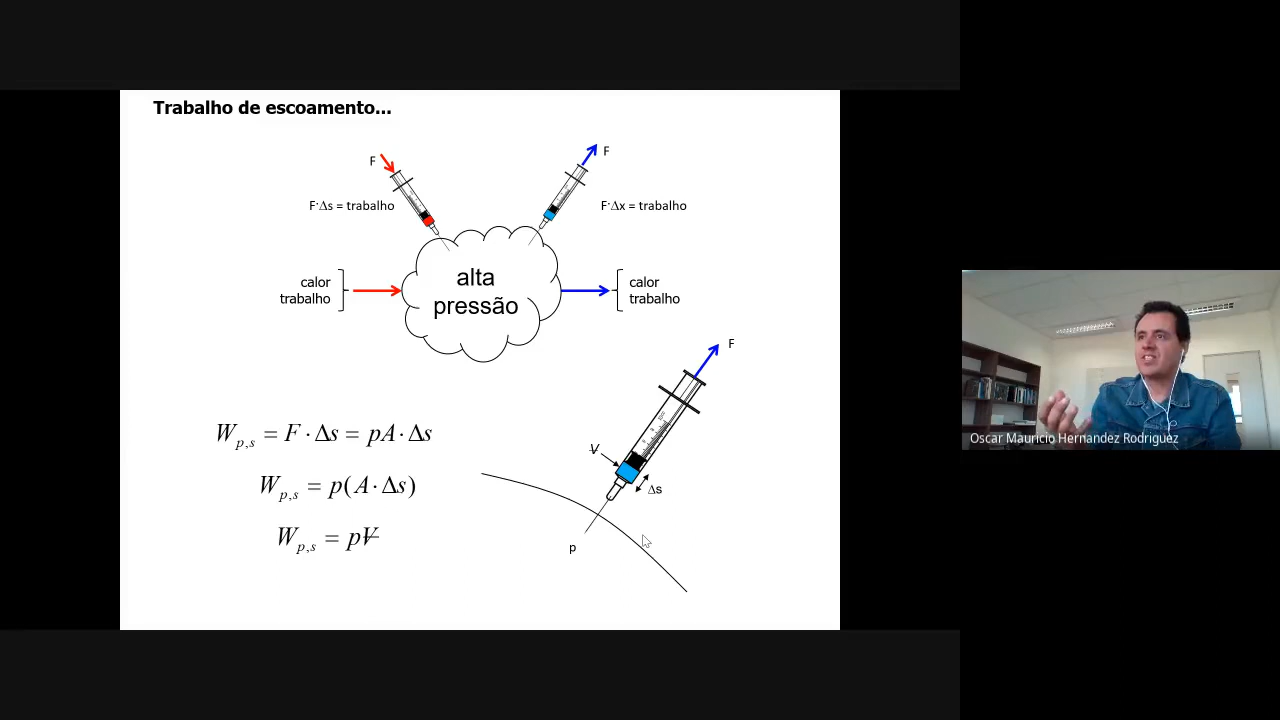 Trabalho de escoamento...
F
F
F·Δs = trabalho
F·Δx = trabalho
calor
trabalho
alta
pressão
calor
trabalho
F
W_{p,s} = F · Δs = pA · Δs
V
W_{p,s} = p(A · Δs)
Δs
W_{p,s} = pV
p
Oscar Mauricio Hernandez Rodriguez